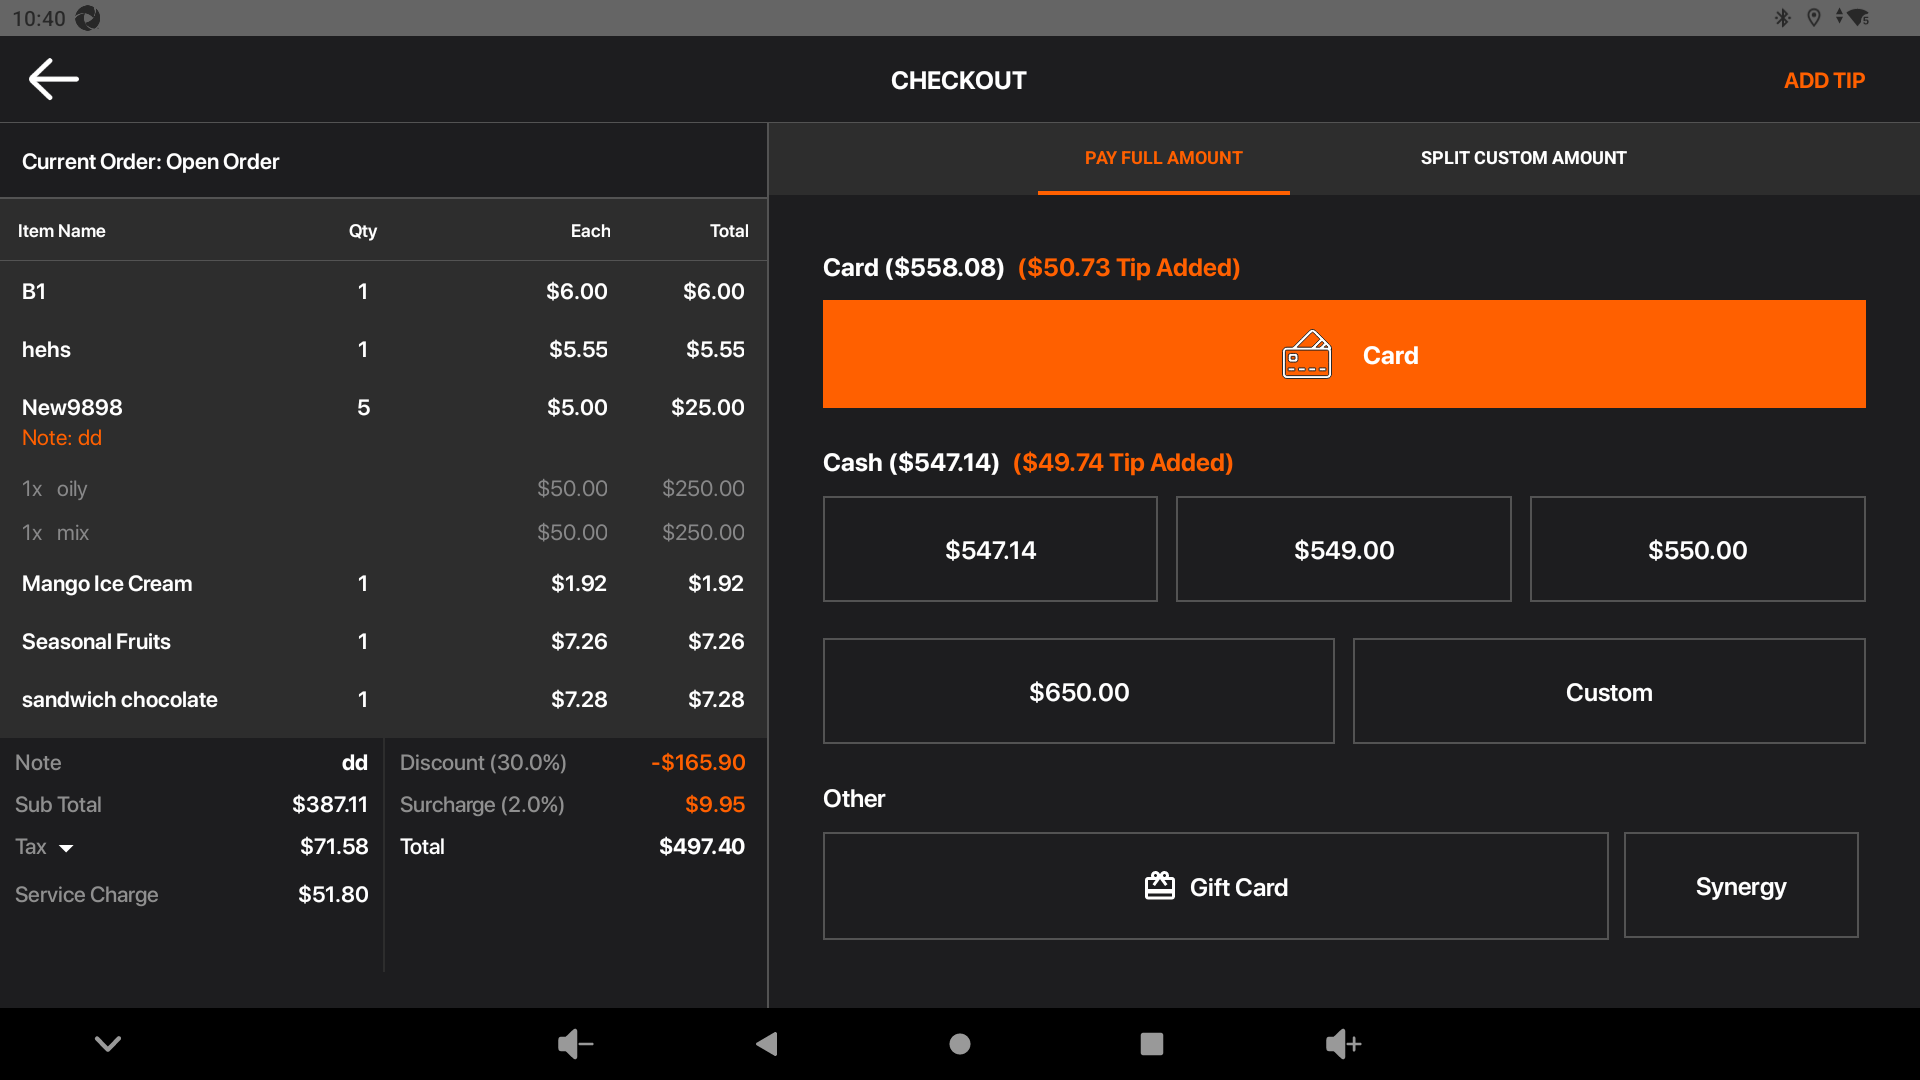 10:40
CHECKOUT
ADD TIP
Current Order: Open Order
PAY FULL AMOUNT
SPLIT CUSTOM AMOUNT
Item Name Qty Each Total
B1 1 $6.00 $6.00
hehs 1 $5.55 $5.55
New9898 5 $5.00 $25.00
Note: dd
1x oily $50.00 $250.00
1x mix $50.00 $250.00
Mango Ice Cream 1 $1.92 $1.92
Seasonal Fruits 1 $7.26 $7.26
sandwich chocolate 1 $7.28 $7.28
Note dd
Sub Total $387.11
Tax $71.58
Service Charge $51.80
Discount (30.0%) -$165.90
Surcharge (2.0%) $9.95
Total $497.40
Card ($558.08) ($50.73 Tip Added)
Card
Cash ($547.14) ($49.74 Tip Added)
$547.14
$549.00
$550.00
$650.00
Custom
Other
Gift Card
Synergy